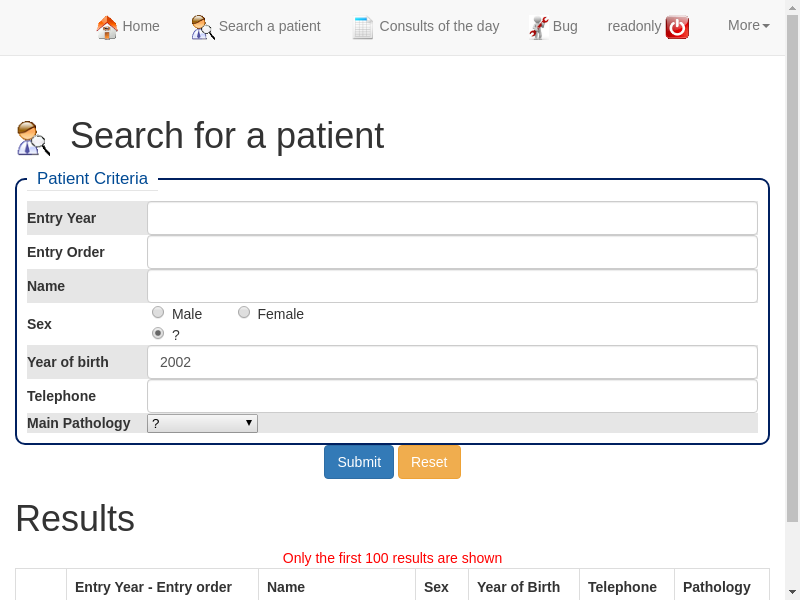 Home Search a patient Consults of the day Bug readonly More
Search for a patient
Patient Criteria
Entry Year
Entry Order
Name
Sex
Male Female
?
Year of birth 2002
Telephone
Main Pathology ?
Submit Reset
Results
Only the first 100 results are shown
Entry Year - Entry order Name Sex Year of Birth Telephone Pathology